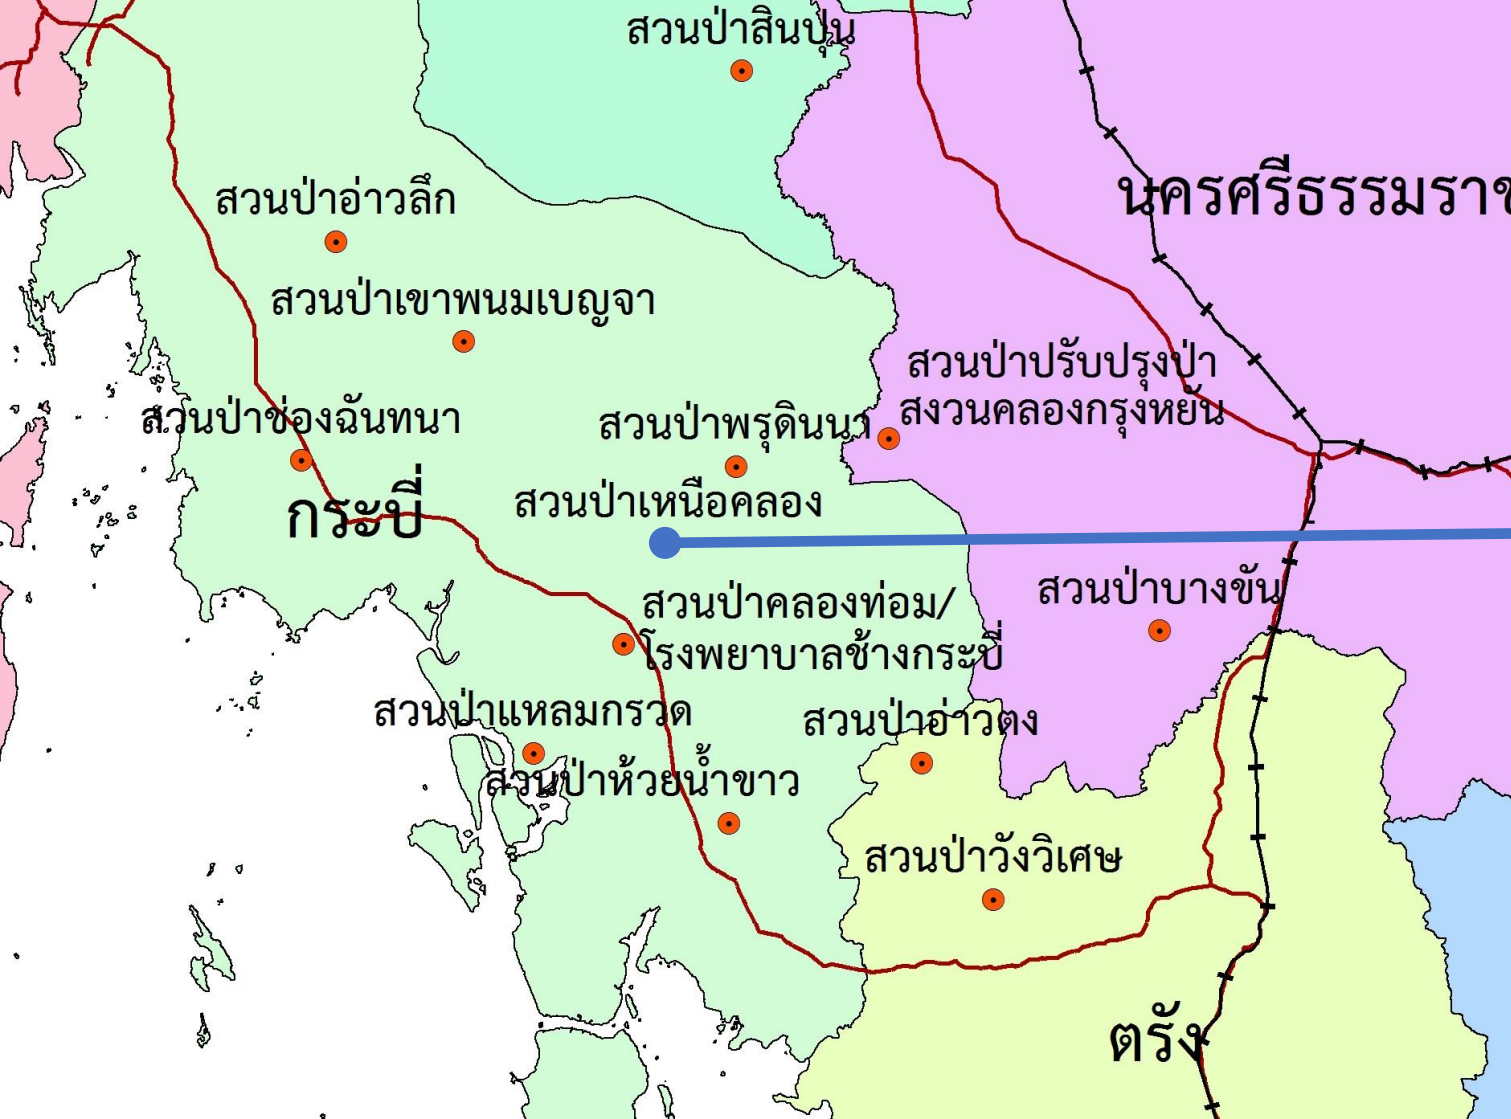 สวนป่าสินปุน
นครศรีธรรมราช
สวนป่าอ่าวลึก
สวนป่าเขาพนมเบญจา
สวนป่าปรับปรุงป่า
สงวนคลองกรุงหยัน
สวนป่าช่องฉันทนา
สวนป่าพรุดินนา
กระบี่
สวนป่าเหนือคลอง
สวนป่าบางขัน
สวนป่าคลองท่อม/
โรงพยาบาลช้างกระบี่
สวนป่าแหลมกรวด
สวนป่าอ่าวตง
สวนป่าห้วยน้ำขาว
สวนป่าวังวิเศษ
ตรัง